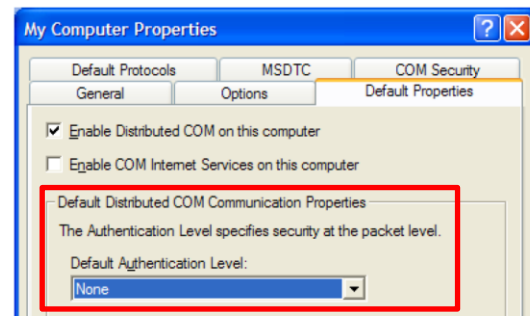 My Computer Properties
Default Protocols MSDTC COM Security
General Options Default Properties
Enable Distributed COM on this computer
Enable COM Internet Services on this computer
Default Distributed COM Communication Properties
The Authentication Level specifies security at the packet level.
Default Authentication Level:
None